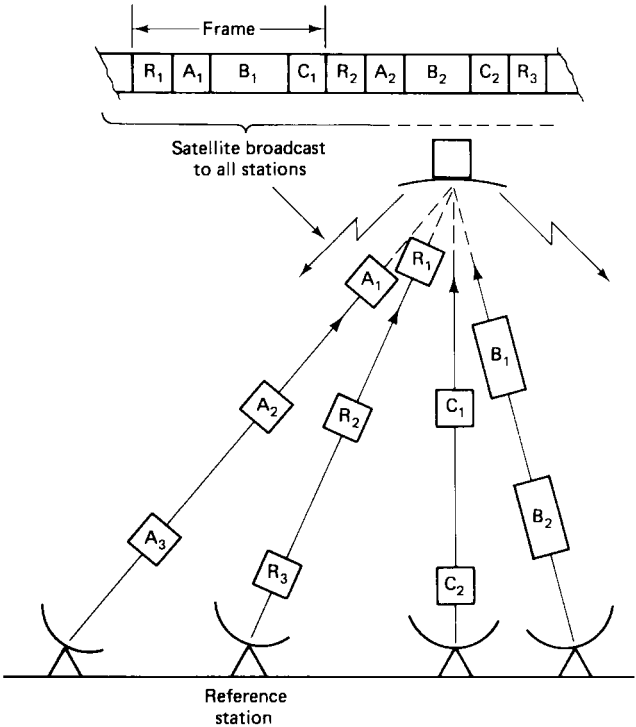 Frame
R₁ A₁ B₁ C₁ R₂ A₂ B₂ C₂ R₃
Satellite broadcast
to all stations
R₁
A₁
B₁
A₂
R₂
C₁
B₂
A₃
R₃
C₂
Reference
station